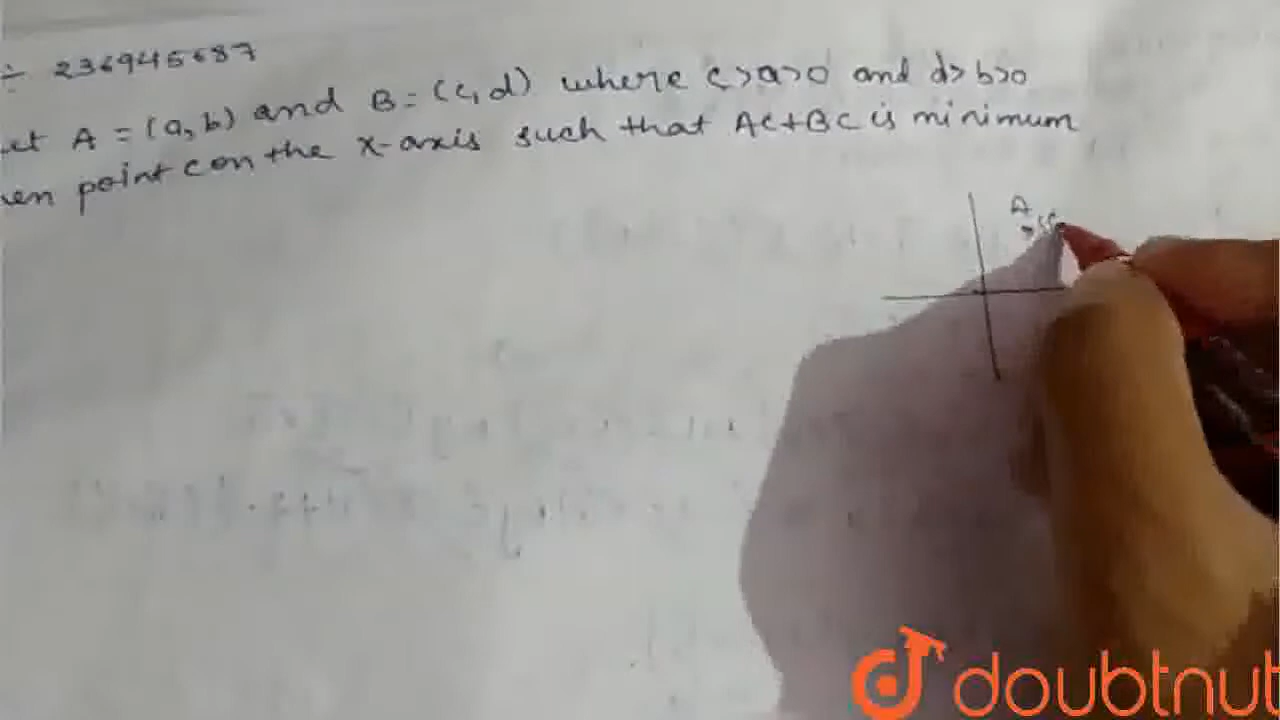 ÷ 236945687
et A = (a, b) and B = (c, d) where c>a>0 and d>b>0
en point c on the x-axis such that AC+BC is minimum
A
doubtnut